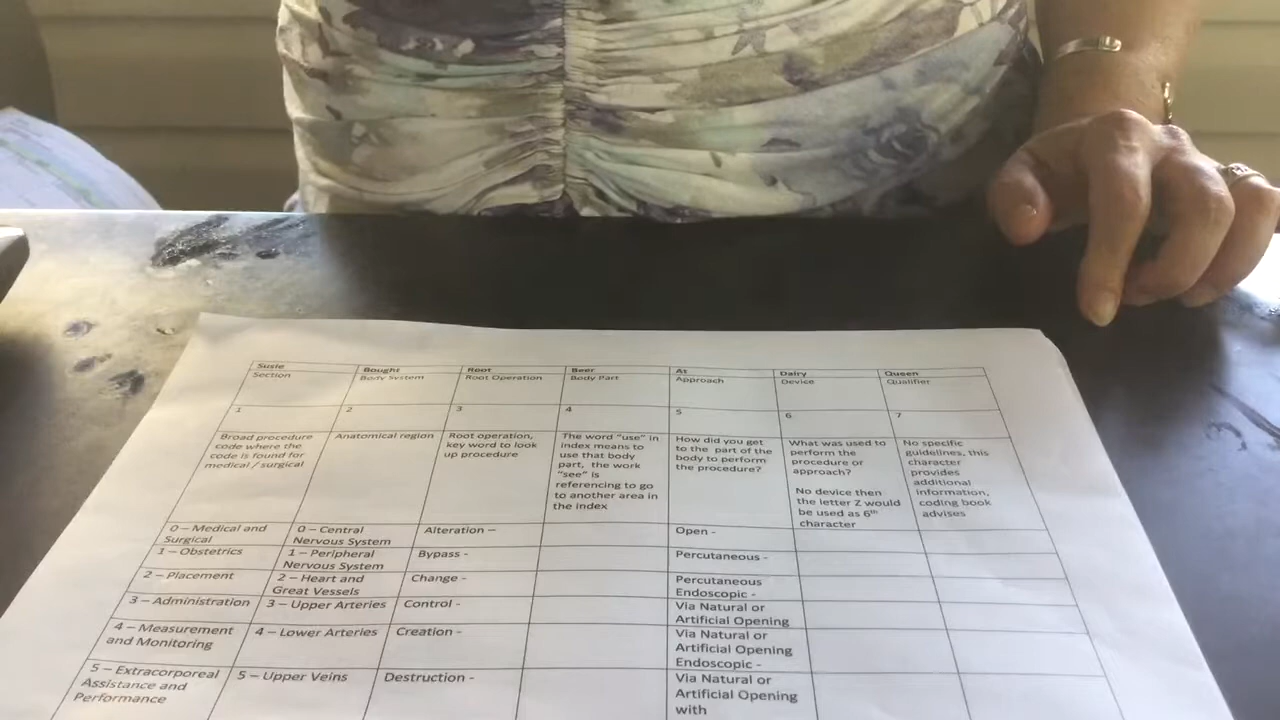 Susie Bought Root Beer At Dairy Queen
Section Body System Root Operation Body Part Approach Device Qualifier
1 2 3 4 5 6 7
Broad procedure
code where the
code is found for
medical / surgical
Anatomical region
Root operation,
key word to look
up procedure
The word "use" in
index means to
use that body
part, the work
"see" is
referencing to go
to another area in
the index
How did you get
to the part of the
body to perform
the procedure?
What was used to
perform the
procedure or
approach?
No device then
the letter Z would
be used as 6th
character
No specific
guidelines, this
character
provides
additional
information,
coding book
advises
0 – Medical and
Surgical
0 – Central
Nervous System
Alteration –
Open -
1 – Obstetrics
1 – Peripheral
Nervous System
Bypass -
Percutaneous -
2 – Placement
2 – Heart and
Great Vessels
Change -
Percutaneous
Endoscopic -
3 – Administration
3 – Upper Arteries
Control -
Via Natural or
Artificial Opening
4 – Measurement
and Monitoring
4 – Lower Arteries
Creation -
Via Natural or
Artificial Opening
Endoscopic -
5 – Extracorporeal
Assistance and
Performance
5 – Upper Veins
Destruction -
Via Natural or
Artificial Opening
with